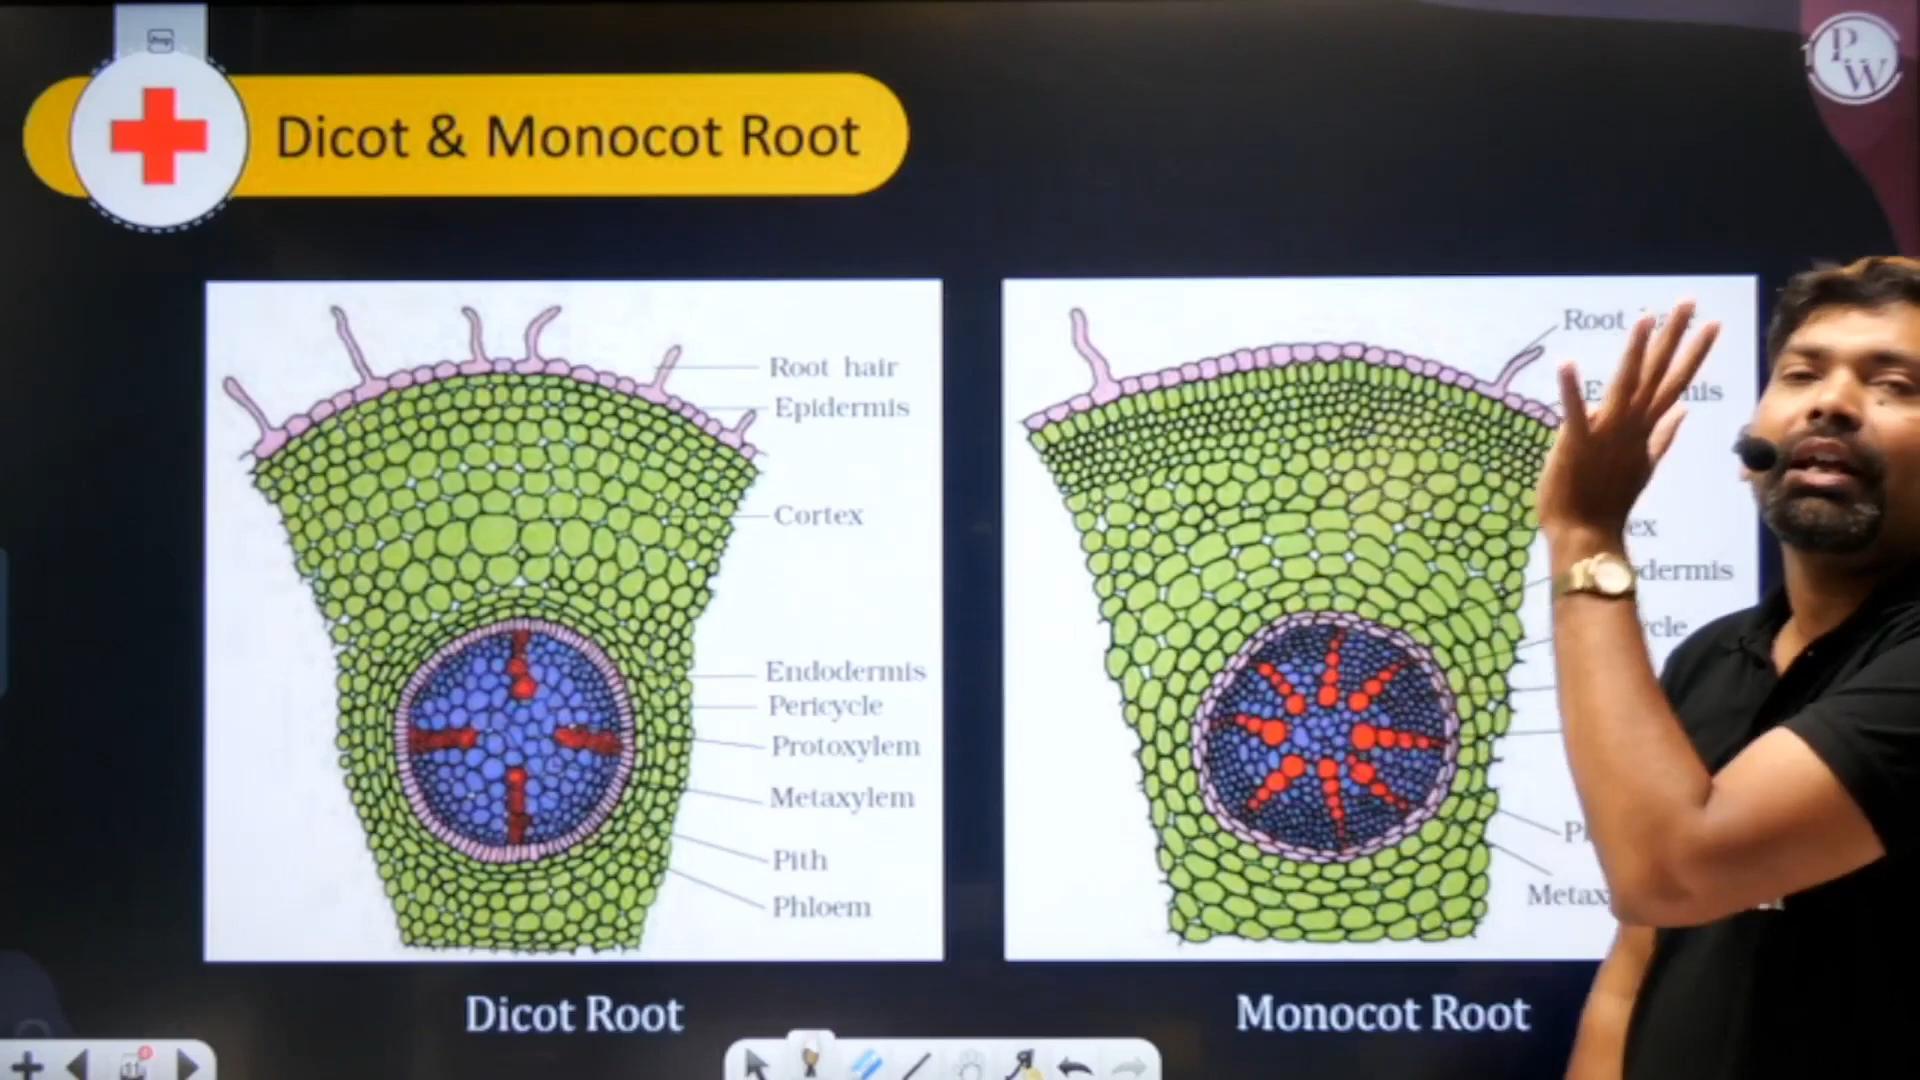 P
W
Dicot & Monocot Root
Root hair
Epidermis
Cortex
Endodermis
Pericycle
Protoxylem
Metaxylem
Pith
Phloem
Root
Dicot Root
Monocot Root